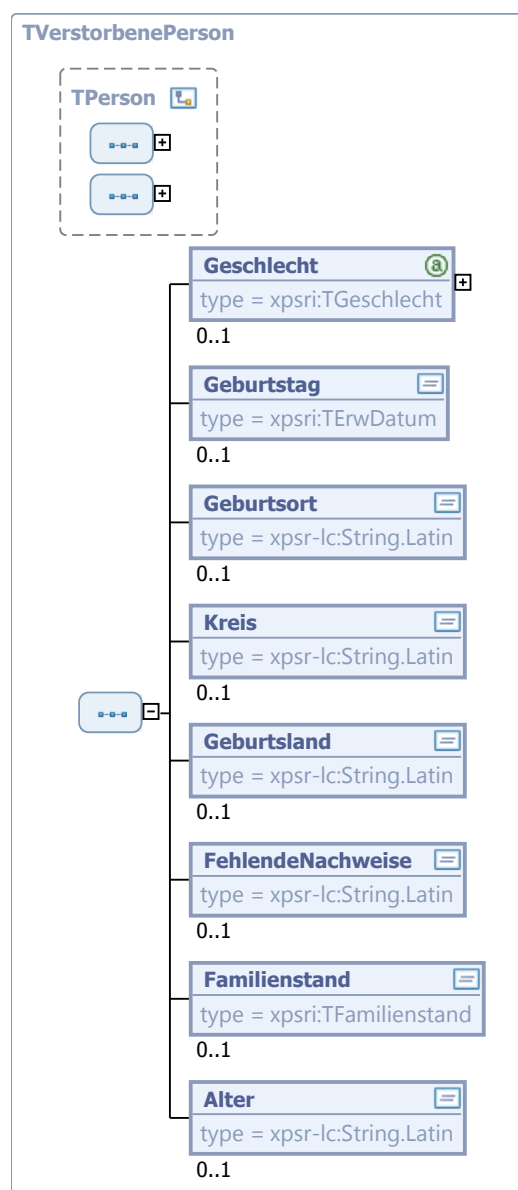 TVerstorbenePerson
TPerson
Geschlecht a
type = xpsri:TGeschlecht
0..1
Geburtstag
type = xpsri:TErwDatum
0..1
Geburtsort
type = xpsr-lc:String.Latin
0..1
Kreis
type = xpsr-lc:String.Latin
0..1
Geburtsland
type = xpsr-lc:String.Latin
0..1
FehlendeNachweise
type = xpsr-lc:String.Latin
0..1
Familienstand
type = xpsri:TFamilienstand
0..1
Alter
type = xpsr-lc:String.Latin
0..1